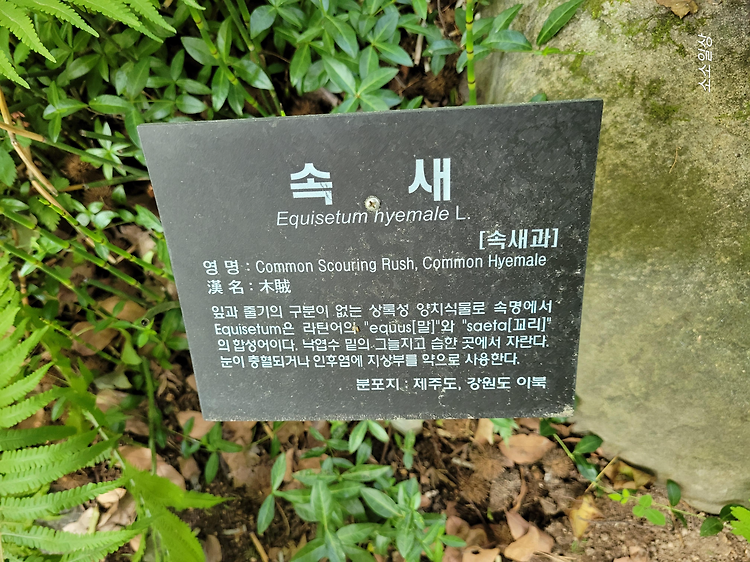 속 새
Equisetum hyemale L.
[속새과]
영 명 : Common Scouring Rush, Common Hyemale
漢 名 : 木賊
잎과 줄기의 구분이 없는 상록성 양치식물로 속명에서
Equisetum은 라틴어의 "equus[말]"와 "saeta[꼬리]"
의 합성어이다. 낙엽수 밑의 그늘지고 습한 곳에서 자란다.
눈이 충혈되거나 인후염에 지상부를 약으로 사용한다.
분포지 : 제주도, 강원도 이북